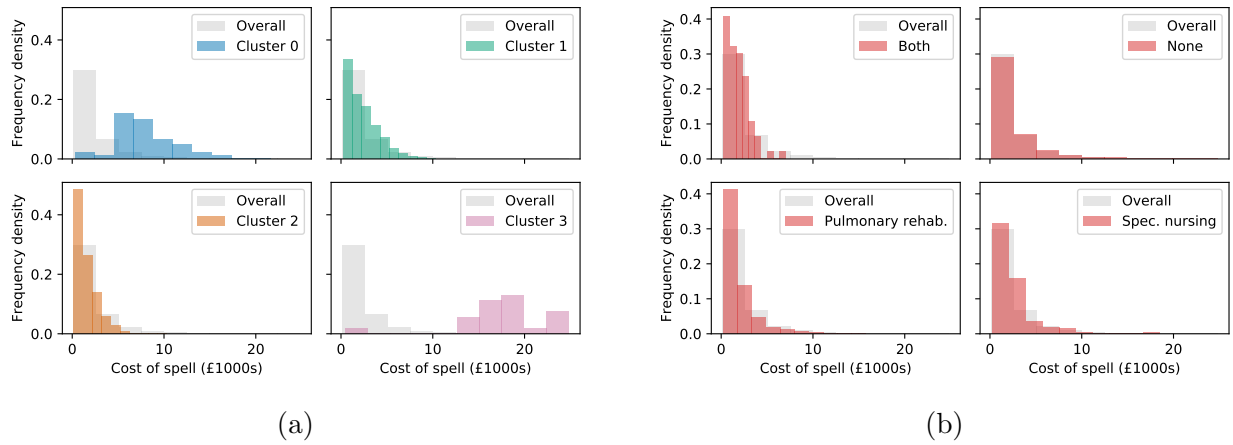 Frequency density
0.4
0.2
0.0
Overall
Cluster 0
Overall
Cluster 1
Frequency density
0.4
0.2
0.0
0
10
20
Cost of spell (£1000s)
Overall
Cluster 2
0
10
20
Cost of spell (£1000s)
Overall
Cluster 3
(a)
Frequency density
0.4
0.3
0.2
0.1
0.0
Overall
Both
Overall
None
Frequency density
0.4
0.3
0.2
0.1
0.0
0
10
20
Cost of spell (£1000s)
Overall
Pulmonary rehab.
0
10
20
Cost of spell (£1000s)
Overall
Spec. nursing
(b)